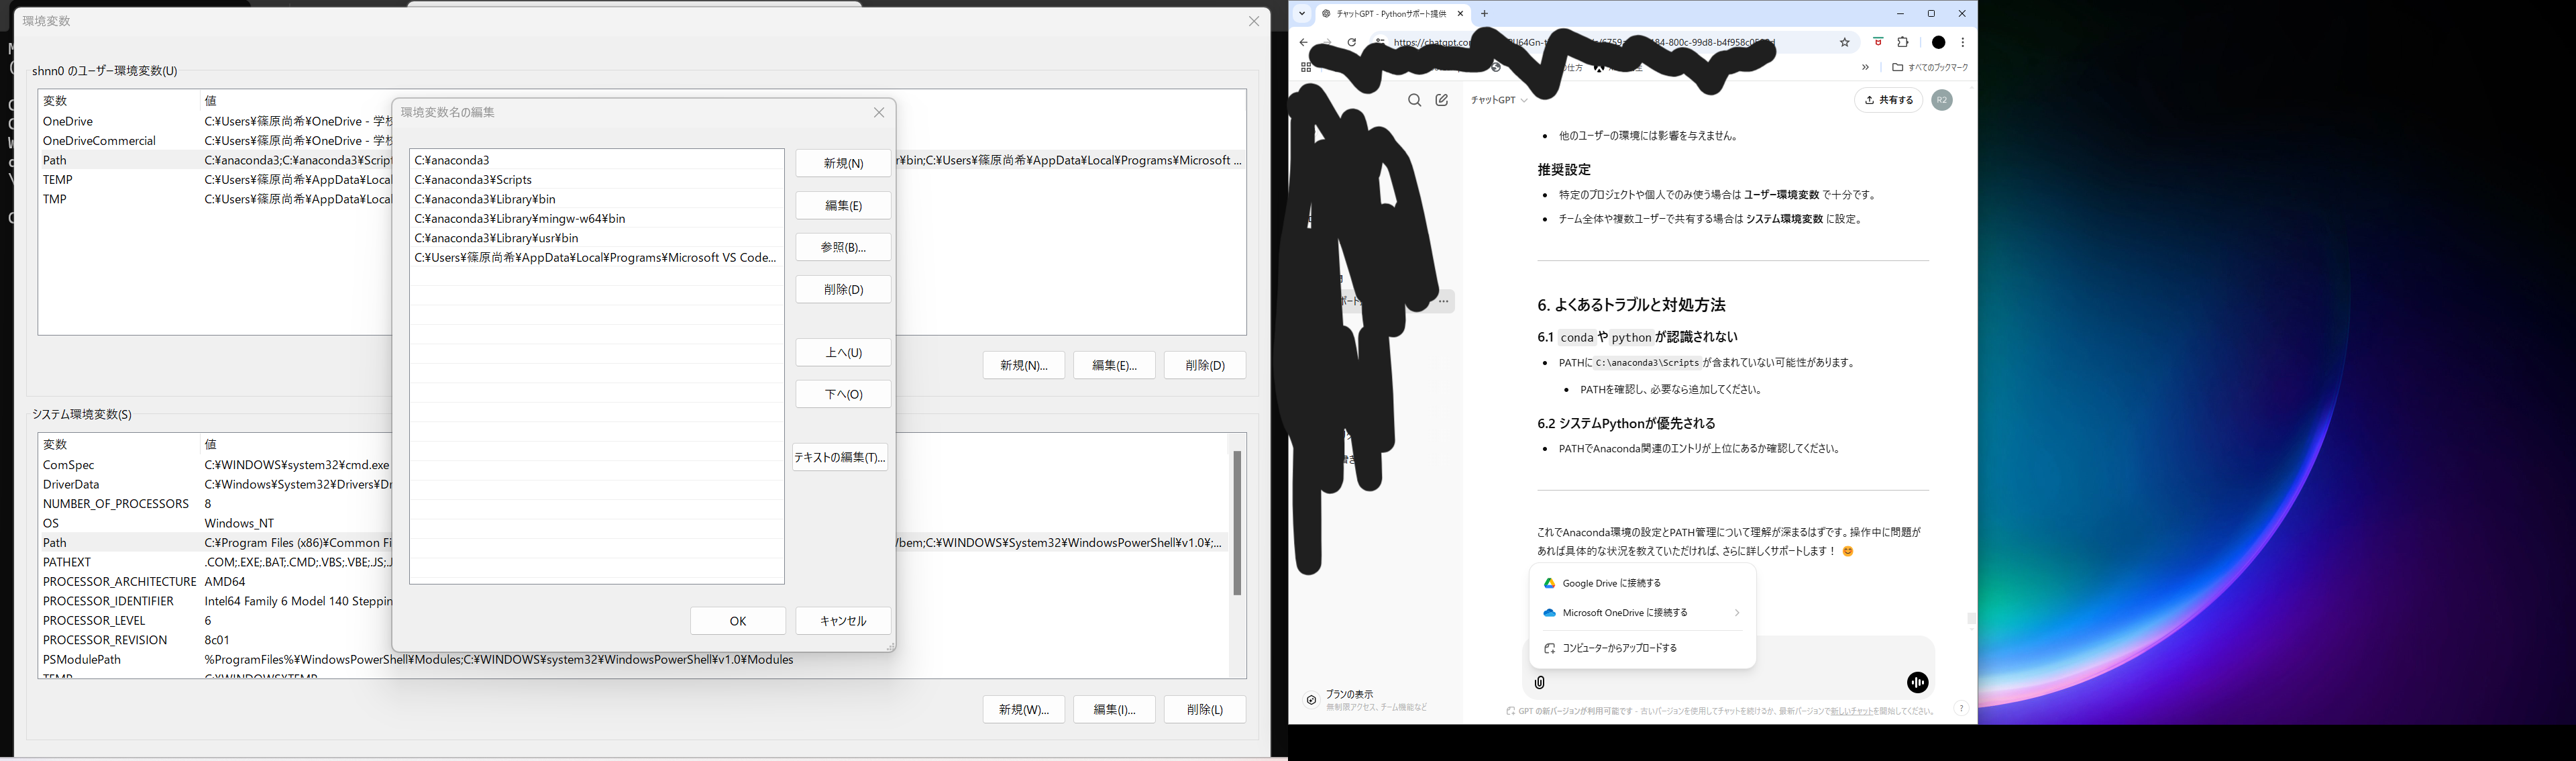 環境変数
shnn0 のユーザー環境変数(U)
変数 値
OneDrive C:¥Users¥篠原尚希¥OneDrive - 学校
OneDriveCommercial C:¥Users¥篠原尚希¥OneDrive - 学校
Path C:¥anaconda3;C:¥anaconda3¥Script r¥bin;C:¥Users¥篠原尚希¥AppData¥Local¥Programs¥Microsoft ...
TEMP C:¥Users¥篠原尚希¥AppData¥Local
TMP C:¥Users¥篠原尚希¥AppData¥Local
新規(N)...
編集(E)...
削除(D)
システム環境変数(S)
変数 値
ComSpec C:¥WINDOWS¥system32¥cmd.exe
DriverData C:¥Windows¥System32¥Drivers¥Dr
NUMBER_OF_PROCESSORS 8
OS Windows_NT
Path C:¥Program Files (x86)¥Common Fi /bem;C:¥WINDOWS¥System32¥WindowsPowerShell¥v1.0¥;...
PATHEXT .COM;.EXE;.BAT;.CMD;.VBS;.VBE;.JS;.J
PROCESSOR_ARCHITECTURE AMD64
PROCESSOR_IDENTIFIER Intel64 Family 6 Model 140 Steppin
PROCESSOR_LEVEL 6
PROCESSOR_REVISION 8c01
PSModulePath %ProgramFiles%¥WindowsPowerShell¥Modules;C:¥WINDOWS¥system32¥WindowsPowerShell¥v1.0¥Modules
TEMP C:¥WINDOWS¥TEMP
新規(W)...
編集(I)...
削除(L)
環境変数名の編集
C:¥anaconda3
C:¥anaconda3¥Scripts
C:¥anaconda3¥Library¥bin
C:¥anaconda3¥Library¥mingw-w64¥bin
C:¥anaconda3¥Library¥usr¥bin
C:¥Users¥篠原尚希¥AppData¥Local¥Programs¥Microsoft VS Code...
新規(N)
編集(E)
参照(B)...
削除(D)
上へ(U)
下へ(O)
テキストの編集(T)...
OK
キャンセル
チャットGPT - Pythonサポート提供
https://chatgpt.co
の仕方
すべてのブックマーク
チャットGPT
共有する
R2
他のユーザーの環境には影響を与えません。
推奨設定
特定のプロジェクトや個人でのみ使う場合は ユーザー環境変数 で十分です。
チーム全体や複数ユーザーで共有する場合は システム環境変数 に設定。
6. よくあるトラブルと対処方法
6.1 conda や python が認識されない
PATHに C:\anaconda3\Scripts が含まれていない可能性があります。
PATHを確認し、必要なら追加してください。
6.2 システムPythonが優先される
PATHでAnaconda関連のエントリが上位にあるか確認してください。
これでAnaconda環境の設定とPATH管理について理解が深まるはずです。操作中に問題が
あれば具体的な状況を教えていただければ、さらに詳しくサポートします！ 😊
Google Drive に接続する
Microsoft OneDrive に接続する
コンピューターからアップロードする
プランの表示
無制限アクセス、チーム機能など
GPT の新バージョンが利用可能です - 古いバージョンを使用してチャットを続けるか、最新バージョンで新しいチャットを開始してください。
?